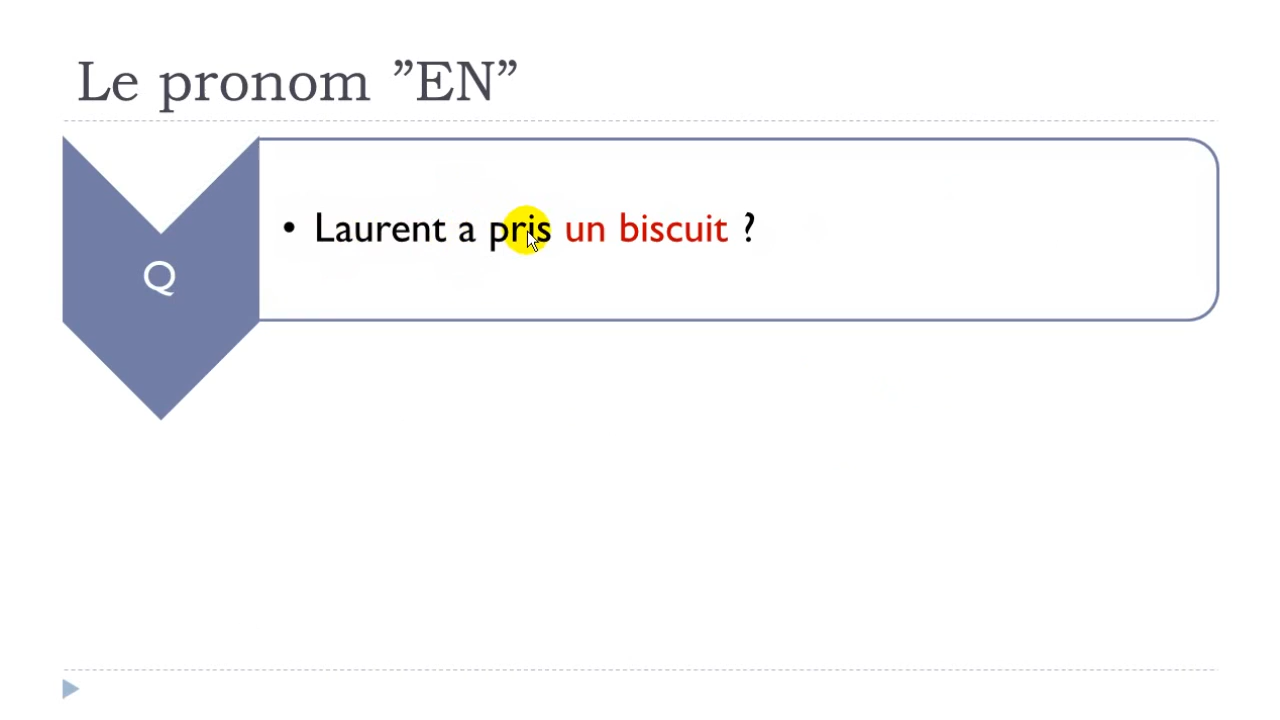 Le pronom ”EN”
Q
• Laurent a pris un biscuit ?